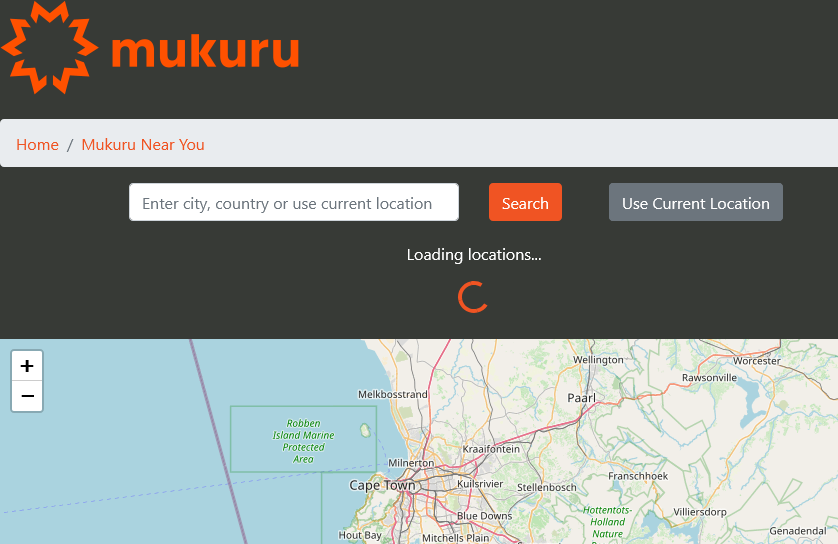 mukuru
Home / Mukuru Near You
Enter city, country or use current location
Search
Use Current Location
Loading locations...
+
−
Wellington
Worcester
Rawsonville
Melkbosstrand
Paarl
Robben
Island Marine
Protected
Area
Kraaifontein
Milnerton
Franschhoek
Cape Town
Kuilsrivier
Stellenbosch
Villiersdorp
Blue Downs
Hottentots-
Holland
Nature
Hout Bay
Mitchells Plain
Genadendal